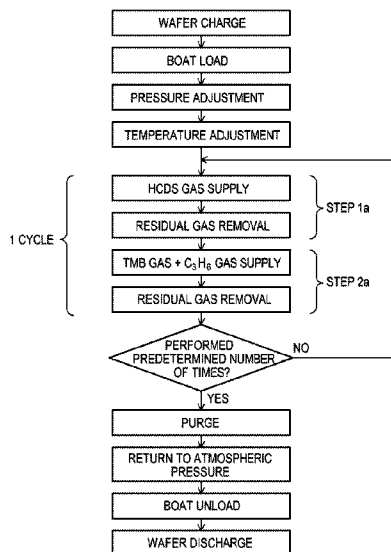 WAFER CHARGE
BOAT LOAD
PRESSURE ADJUSTMENT
TEMPERATURE ADJUSTMENT
HCDS GAS SUPPLY
RESIDUAL GAS REMOVAL
STEP 1a
1 CYCLE
TMB GAS + C₃H₆ GAS SUPPLY
RESIDUAL GAS REMOVAL
STEP 2a
PERFORMED
PREDETERMINED NUMBER
OF TIMES?
NO
YES
PURGE
RETURN TO ATMOSPHERIC
PRESSURE
BOAT UNLOAD
WAFER DISCHARGE